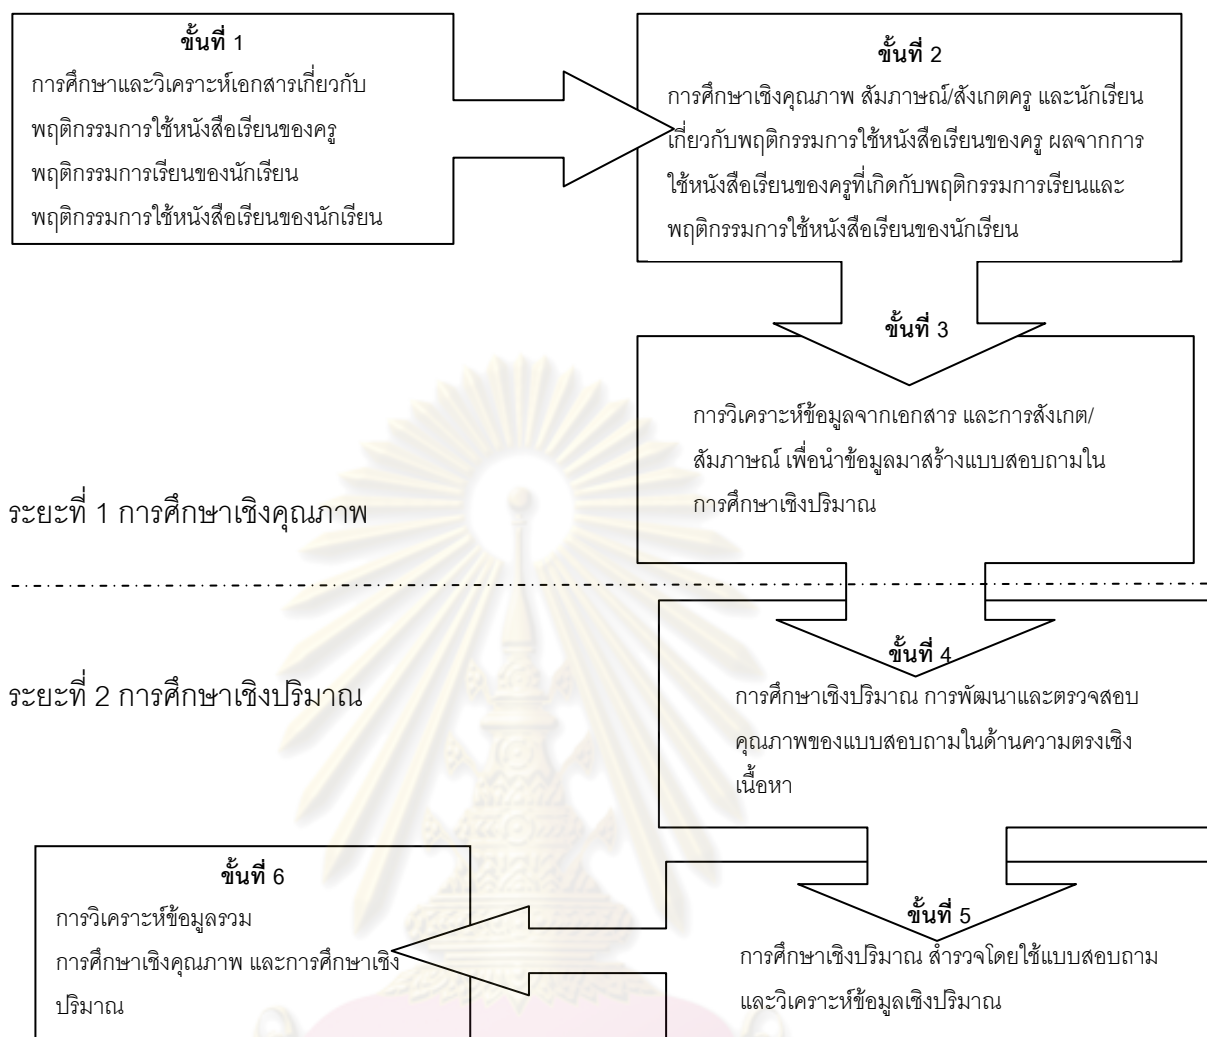 ขั้นที่ 1
การศึกษาและวิเคราะห์เอกสารเกี่ยวกับ
พฤติกรรมการใช้หนังสือเรียนของครู
พฤติกรรมการเรียนของนักเรียน
พฤติกรรมการใช้หนังสือเรียนของนักเรียน
ขั้นที่ 2
การศึกษาเชิงคุณภาพ สัมภาษณ์/สังเกตครู และนักเรียน
เกี่ยวกับพฤติกรรมการใช้หนังสือเรียนของครู ผลจากการ
ใช้หนังสือเรียนของครูที่เกิดกับพฤติกรรมการเรียนและ
พฤติกรรมการใช้หนังสือเรียนของนักเรียน
ขั้นที่ 3
การวิเคราะห์ข้อมูลจากเอกสาร และการสังเกต/
สัมภาษณ์ เพื่อนำข้อมูลมาสร้างแบบสอบถามใน
การศึกษาเชิงปริมาณ
ระยะที่ 1 การศึกษาเชิงคุณภาพ
ระยะที่ 2 การศึกษาเชิงปริมาณ
ขั้นที่ 4
การศึกษาเชิงปริมาณ การพัฒนาและตรวจสอบ
คุณภาพของแบบสอบถามในด้านความตรงเชิง
เนื้อหา
ขั้นที่ 5
การศึกษาเชิงปริมาณ สำรวจโดยใช้แบบสอบถาม
และวิเคราะห์ข้อมูลเชิงปริมาณ
ขั้นที่ 6
การวิเคราะห์ข้อมูลรวม
การศึกษาเชิงคุณภาพ และการศึกษาเชิง
ปริมาณ